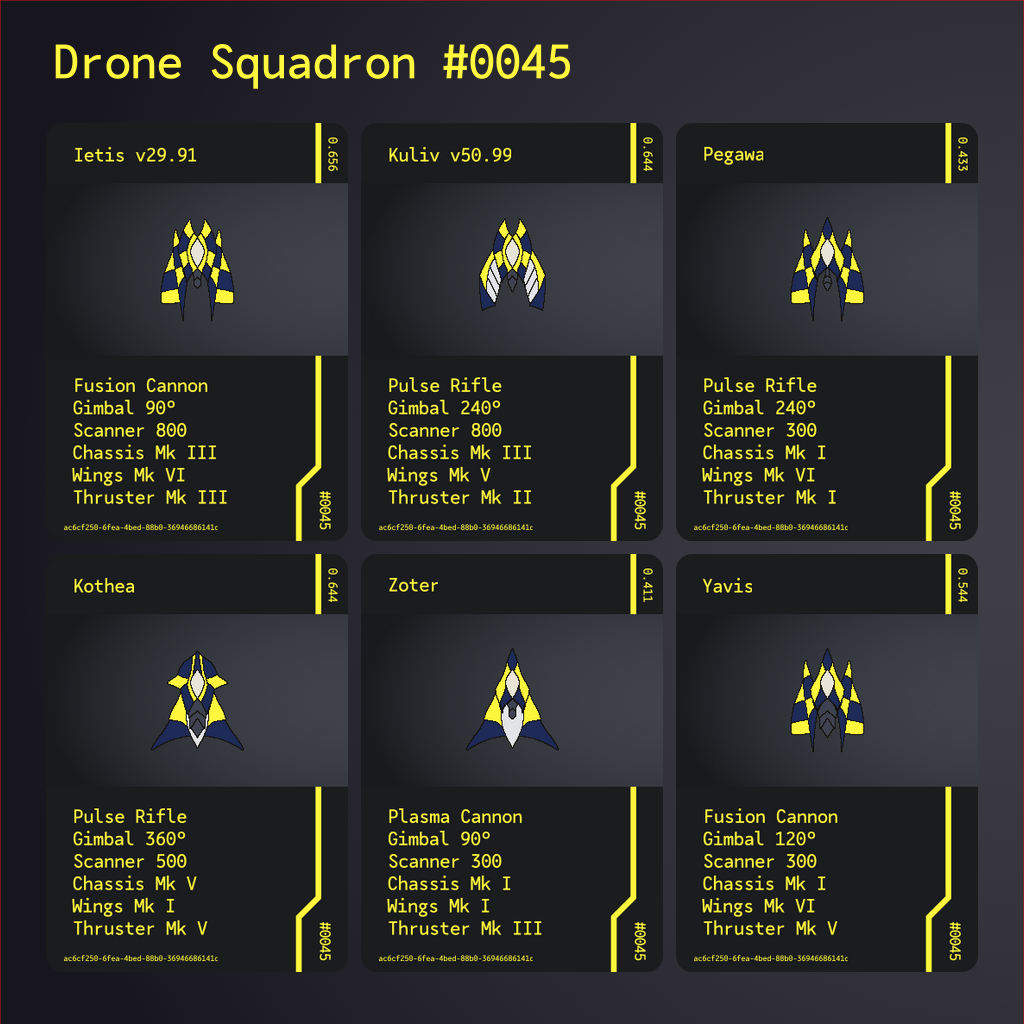 Drone Squadron #0045
Ietis v29.91
0.656
Fusion Cannon
Gimbal 90º
Scanner 800
Chassis Mk III
Wings Mk VI
Thruster Mk III
#0045
ac6cf250-6fea-4bed-88b0-36946686141c
Kuliv v50.99
0.644
Pulse Rifle
Gimbal 240º
Scanner 800
Chassis Mk III
Wings Mk V
Thruster Mk II
#0045
ac6cf250-6fea-4bed-88b0-36946686141c
Pegawa
0.433
Pulse Rifle
Gimbal 240º
Scanner 300
Chassis Mk I
Wings Mk VI
Thruster Mk I
#0045
ac6cf250-6fea-4bed-88b0-36946686141c
Kothea
0.644
Pulse Rifle
Gimbal 360º
Scanner 500
Chassis Mk V
Wings Mk I
Thruster Mk V
#0045
ac6cf250-6fea-4bed-88b0-36946686141c
Zoter
0.411
Plasma Cannon
Gimbal 90º
Scanner 300
Chassis Mk I
Wings Mk I
Thruster Mk III
#0045
ac6cf250-6fea-4bed-88b0-36946686141c
Yavis
0.544
Fusion Cannon
Gimbal 120º
Scanner 300
Chassis Mk I
Wings Mk VI
Thruster Mk V
#0045
ac6cf250-6fea-4bed-88b0-36946686141c